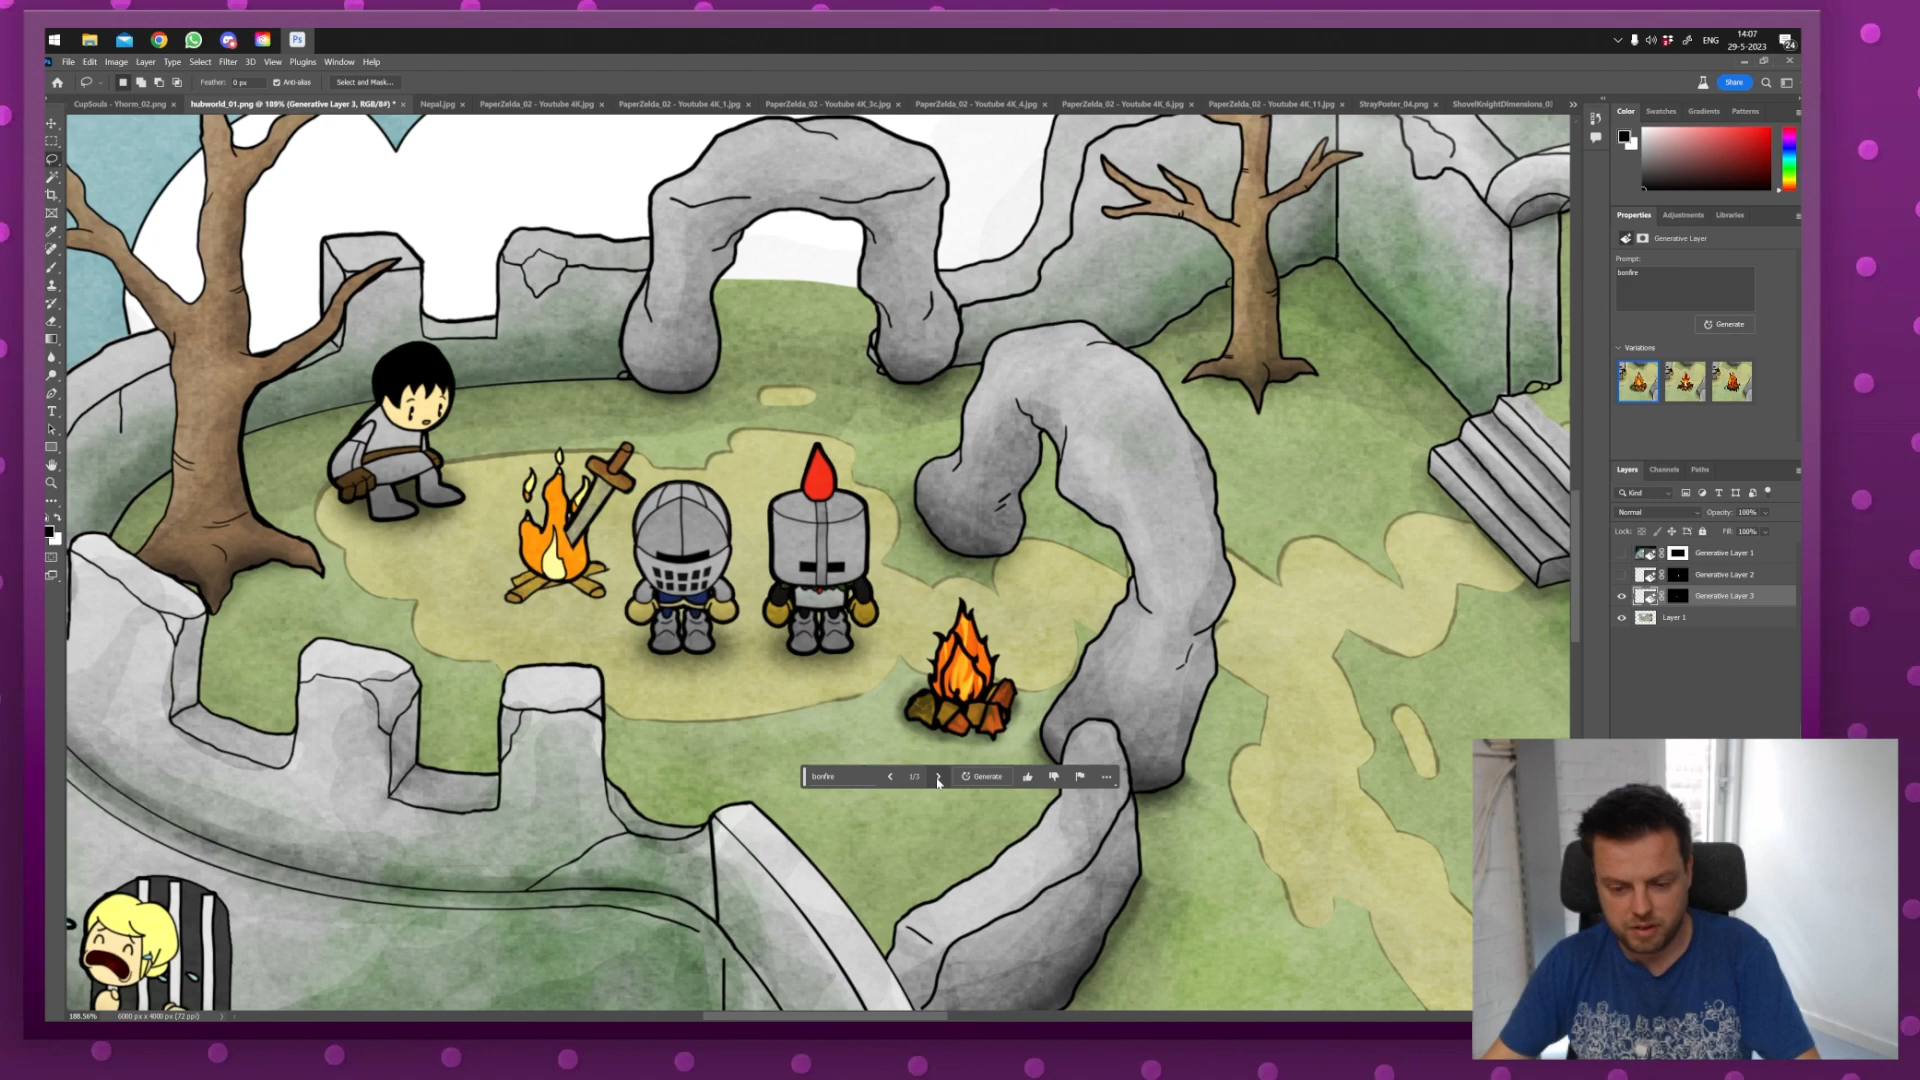 Ps
ENG
14:07
29-5-2023
24
Ps
File Edit Image Layer Type Select Filter 3D View Plugins Window Help
Feather: 0 px
Anti-alias
Select and Mask...
Share
CupSouls - Yhorm_02.png ×
hubworld_01.png @ 189% (Generative Layer 3, RGB/8#) * ×
Nepal.jpg ×
PaperZelda_02 - Youtube 4K.jpg ×
PaperZelda_02 - Youtube 4K_1.jpg ×
PaperZelda_02 - Youtube 4K_3c.jpg ×
PaperZelda_02 - Youtube 4K_4.jpg ×
PaperZelda_02 - Youtube 4K_6.jpg ×
PaperZelda_02 - Youtube 4K_11.jpg ×
StrayPoster_04.png ×
Color Swatches Gradients Patterns
Properties Adjustments Libraries
Generative Layer
Prompt:
bonfire
Generate
Variations
Layers Channels Paths
Kind
Normal
Opacity: 100%
Lock:
Fill: 100%
Generative Layer 1
Generative Layer 2
Generative Layer 3
Layer 1
bonfire
1/3
Generate
188.56%
6000 px x 4000 px (72 ppi)